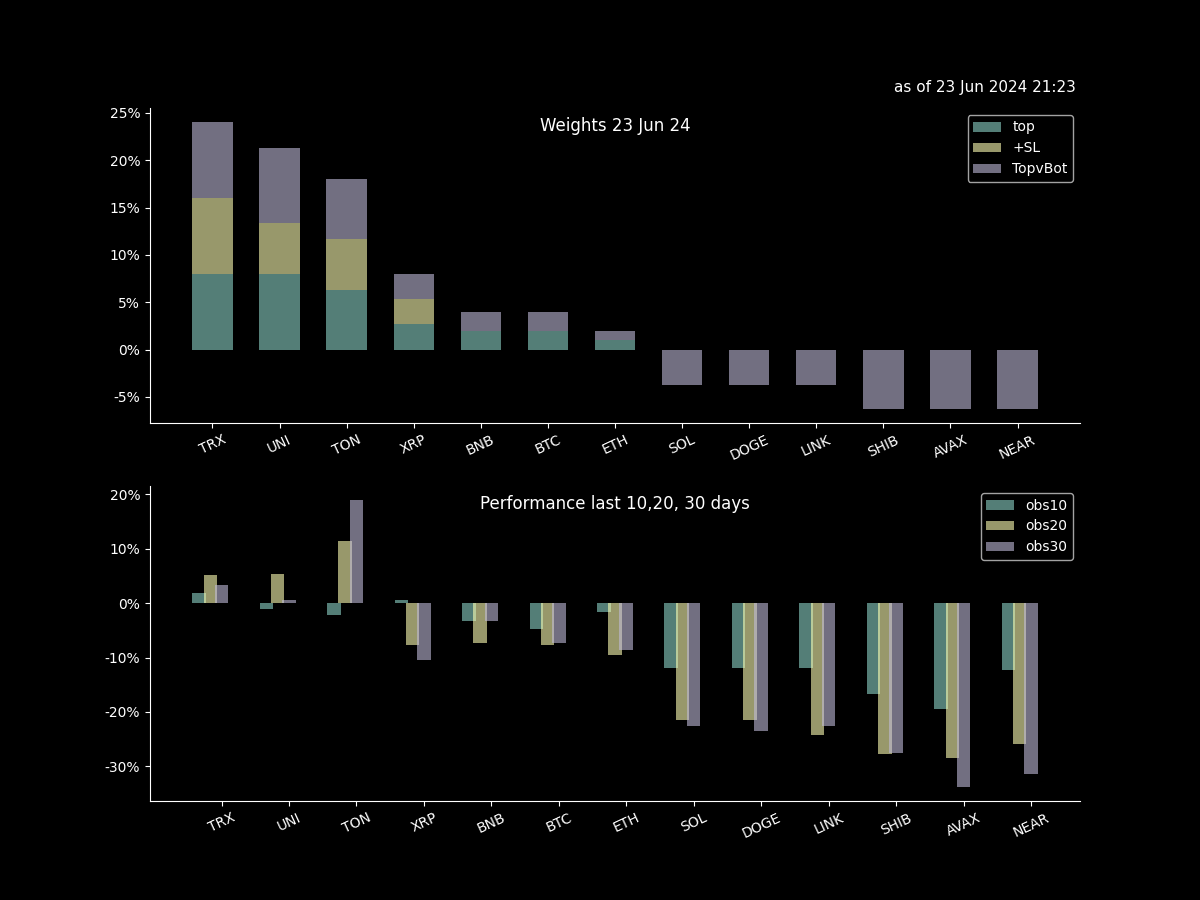 as of 23 Jun 2024 21:23
Weights 23 Jun 24
top
+SL
TopvBot
25%
20%
15%
10%
5%
0%
-5%
TRX UNI TON XRP BNB BTC ETH SOL DOGE LINK SHIB AVAX NEAR
Performance last 10,20, 30 days
obs10
obs20
obs30
20%
10%
0%
-10%
-20%
-30%
TRX UNI TON XRP BNB BTC ETH SOL DOGE LINK SHIB AVAX NEAR